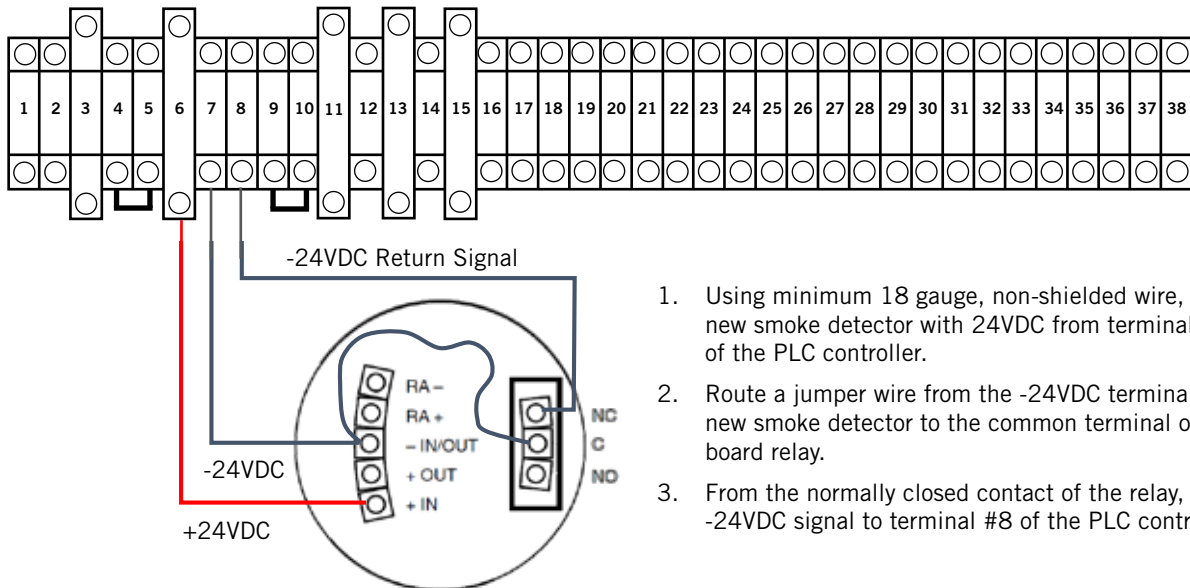 1 2 3 4 5 6 7 8 9 10 11 12 13 14 15 16 17 18 19 20 21 22 23 24 25 26 27 28 29 30 31 32 33 34 35 36 37 38
-24VDC Return Signal
RA –
RA +
– IN/OUT
+ OUT
+ IN
NC
C
NO
-24VDC
+24VDC
1. Using minimum 18 gauge, non-shielded wire,
new smoke detector with 24VDC from terminal
of the PLC controller.
2. Route a jumper wire from the -24VDC
new smoke detector to the common terminal
board relay.
3. From the normally closed contact of the relay,
-24VDC signal to terminal #8 of the PLC